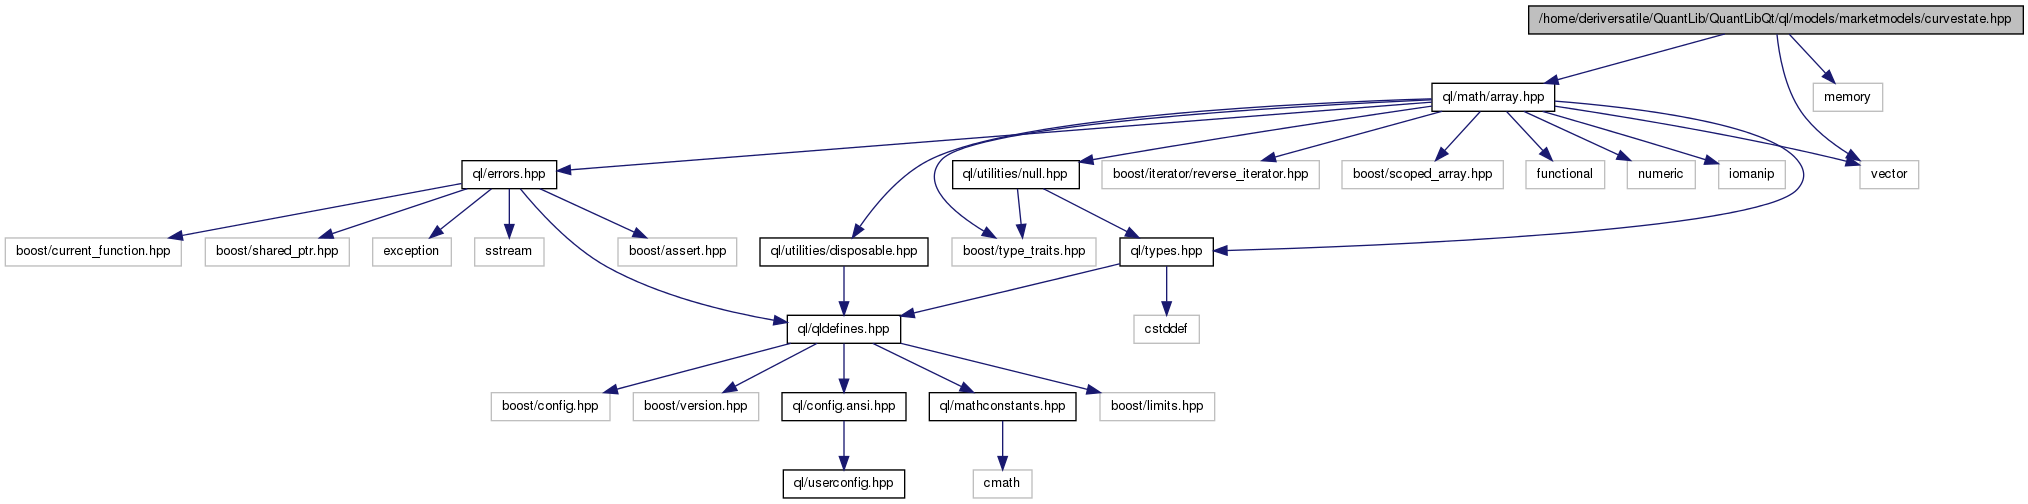 /home/deriversatile/QuantLib/QuantLibQt/ql/models/marketmodels/curvestate.hpp
ql/math/array.hpp
memory
ql/errors.hpp
ql/utilities/null.hpp
boost/iterator/reverse_iterator.hpp
boost/scoped_array.hpp
functional
numeric
iomanip
vector
boost/current_function.hpp
boost/shared_ptr.hpp
exception
sstream
boost/assert.hpp
ql/utilities/disposable.hpp
boost/type_traits.hpp
ql/types.hpp
ql/qldefines.hpp
cstddef
boost/config.hpp
boost/version.hpp
ql/config.ansi.hpp
ql/mathconstants.hpp
boost/limits.hpp
ql/userconfig.hpp
cmath